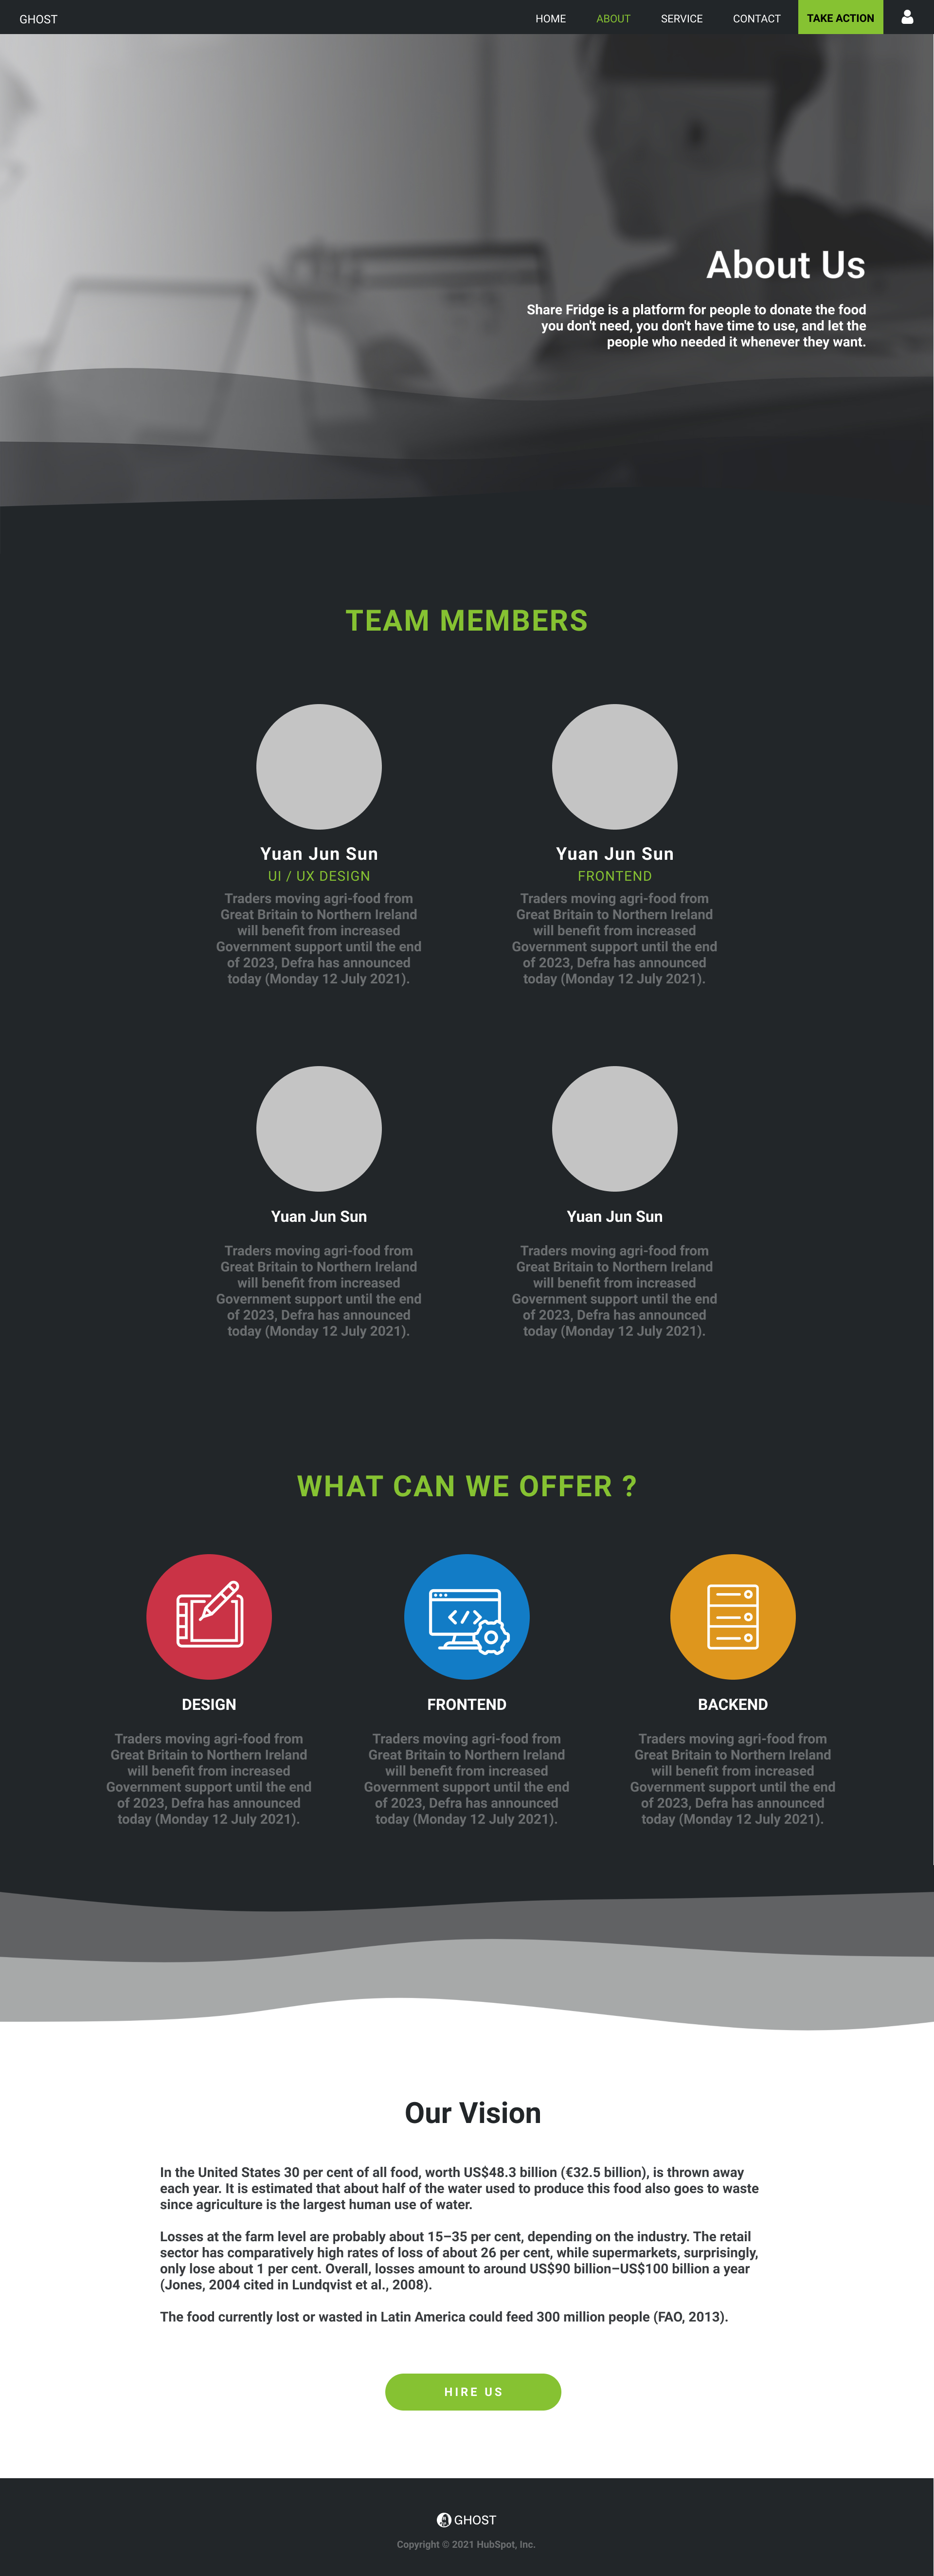 GHOST
HOME ABOUT SERVICE CONTACT TAKE ACTION
About Us
Share Fridge is a platform for people to donate the food
you don't need, you don't have time to use, and let the
people who needed it whenever they want.
TEAM MEMBERS
Yuan Jun Sun
UI / UX DESIGN
Traders moving agri-food from
Great Britain to Northern Ireland
will benefit from increased
Government support until the end
of 2023, Defra has announced
today (Monday 12 July 2021).
Yuan Jun Sun
FRONTEND
Traders moving agri-food from
Great Britain to Northern Ireland
will benefit from increased
Government support until the end
of 2023, Defra has announced
today (Monday 12 July 2021).
Yuan Jun Sun
Traders moving agri-food from
Great Britain to Northern Ireland
will benefit from increased
Government support until the end
of 2023, Defra has announced
today (Monday 12 July 2021).
Yuan Jun Sun
Traders moving agri-food from
Great Britain to Northern Ireland
will benefit from increased
Government support until the end
of 2023, Defra has announced
today (Monday 12 July 2021).
WHAT CAN WE OFFER ?
DESIGN
Traders moving agri-food from
Great Britain to Northern Ireland
will benefit from increased
Government support until the end
of 2023, Defra has announced
today (Monday 12 July 2021).
FRONTEND
Traders moving agri-food from
Great Britain to Northern Ireland
will benefit from increased
Government support until the end
of 2023, Defra has announced
today (Monday 12 July 2021).
BACKEND
Traders moving agri-food from
Great Britain to Northern Ireland
will benefit from increased
Government support until the end
of 2023, Defra has announced
today (Monday 12 July 2021).
Our Vision
In the United States 30 per cent of all food, worth US$48.3 billion (€32.5 billion), is thrown away
each year. It is estimated that about half of the water used to produce this food also goes to waste
since agriculture is the largest human use of water.
Losses at the farm level are probably about 15–35 per cent, depending on the industry. The retail
sector has comparatively high rates of loss of about 26 per cent, while supermarkets, surprisingly,
only lose about 1 per cent. Overall, losses amount to around US$90 billion–US$100 billion a year
(Jones, 2004 cited in Lundqvist et al., 2008).
The food currently lost or wasted in Latin America could feed 300 million people (FAO, 2013).
HIRE US
GHOST
Copyright © 2021 HubSpot, Inc.